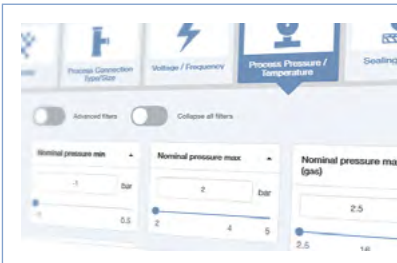 Process Connection
Type/Size
Voltage / Frequency
Process Pressure /
Temperature
Sealing
Advanced filters
Collapse all filters
Nominal pressure min
-1
bar
-1
0.5
Nominal pressure max
2
bar
2
4
5
Nominal pressure ma
(gas)
2.5
2.5
16